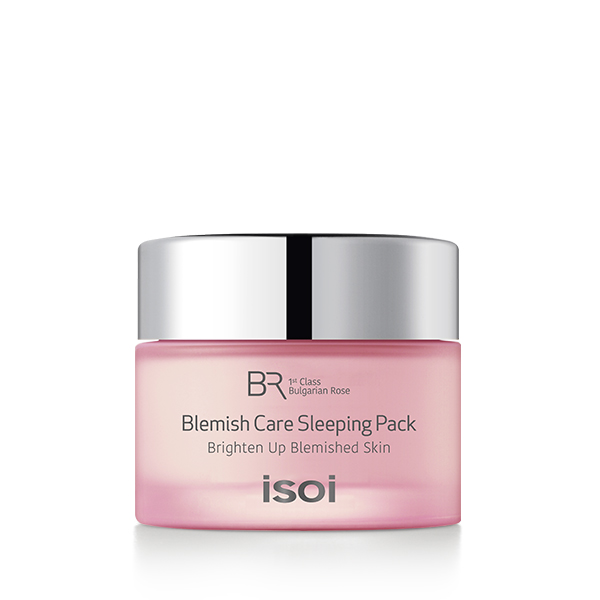 BR 1st Class
Bulgarian Rose
Blemish Care Sleeping Pack
Brighten Up Blemished Skin
isoi